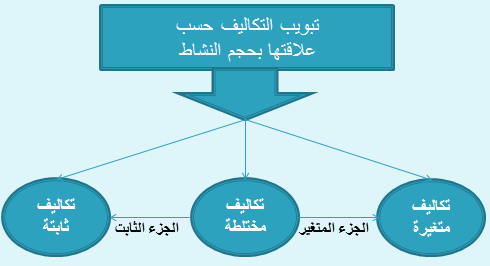 تبويب التكاليف حسب
علاقتها بحجم النشاط
تكاليف
متغيرة
الجزء المتغير
تكاليف
مختلطة
الجزء الثابت
تكاليف
ثابتة